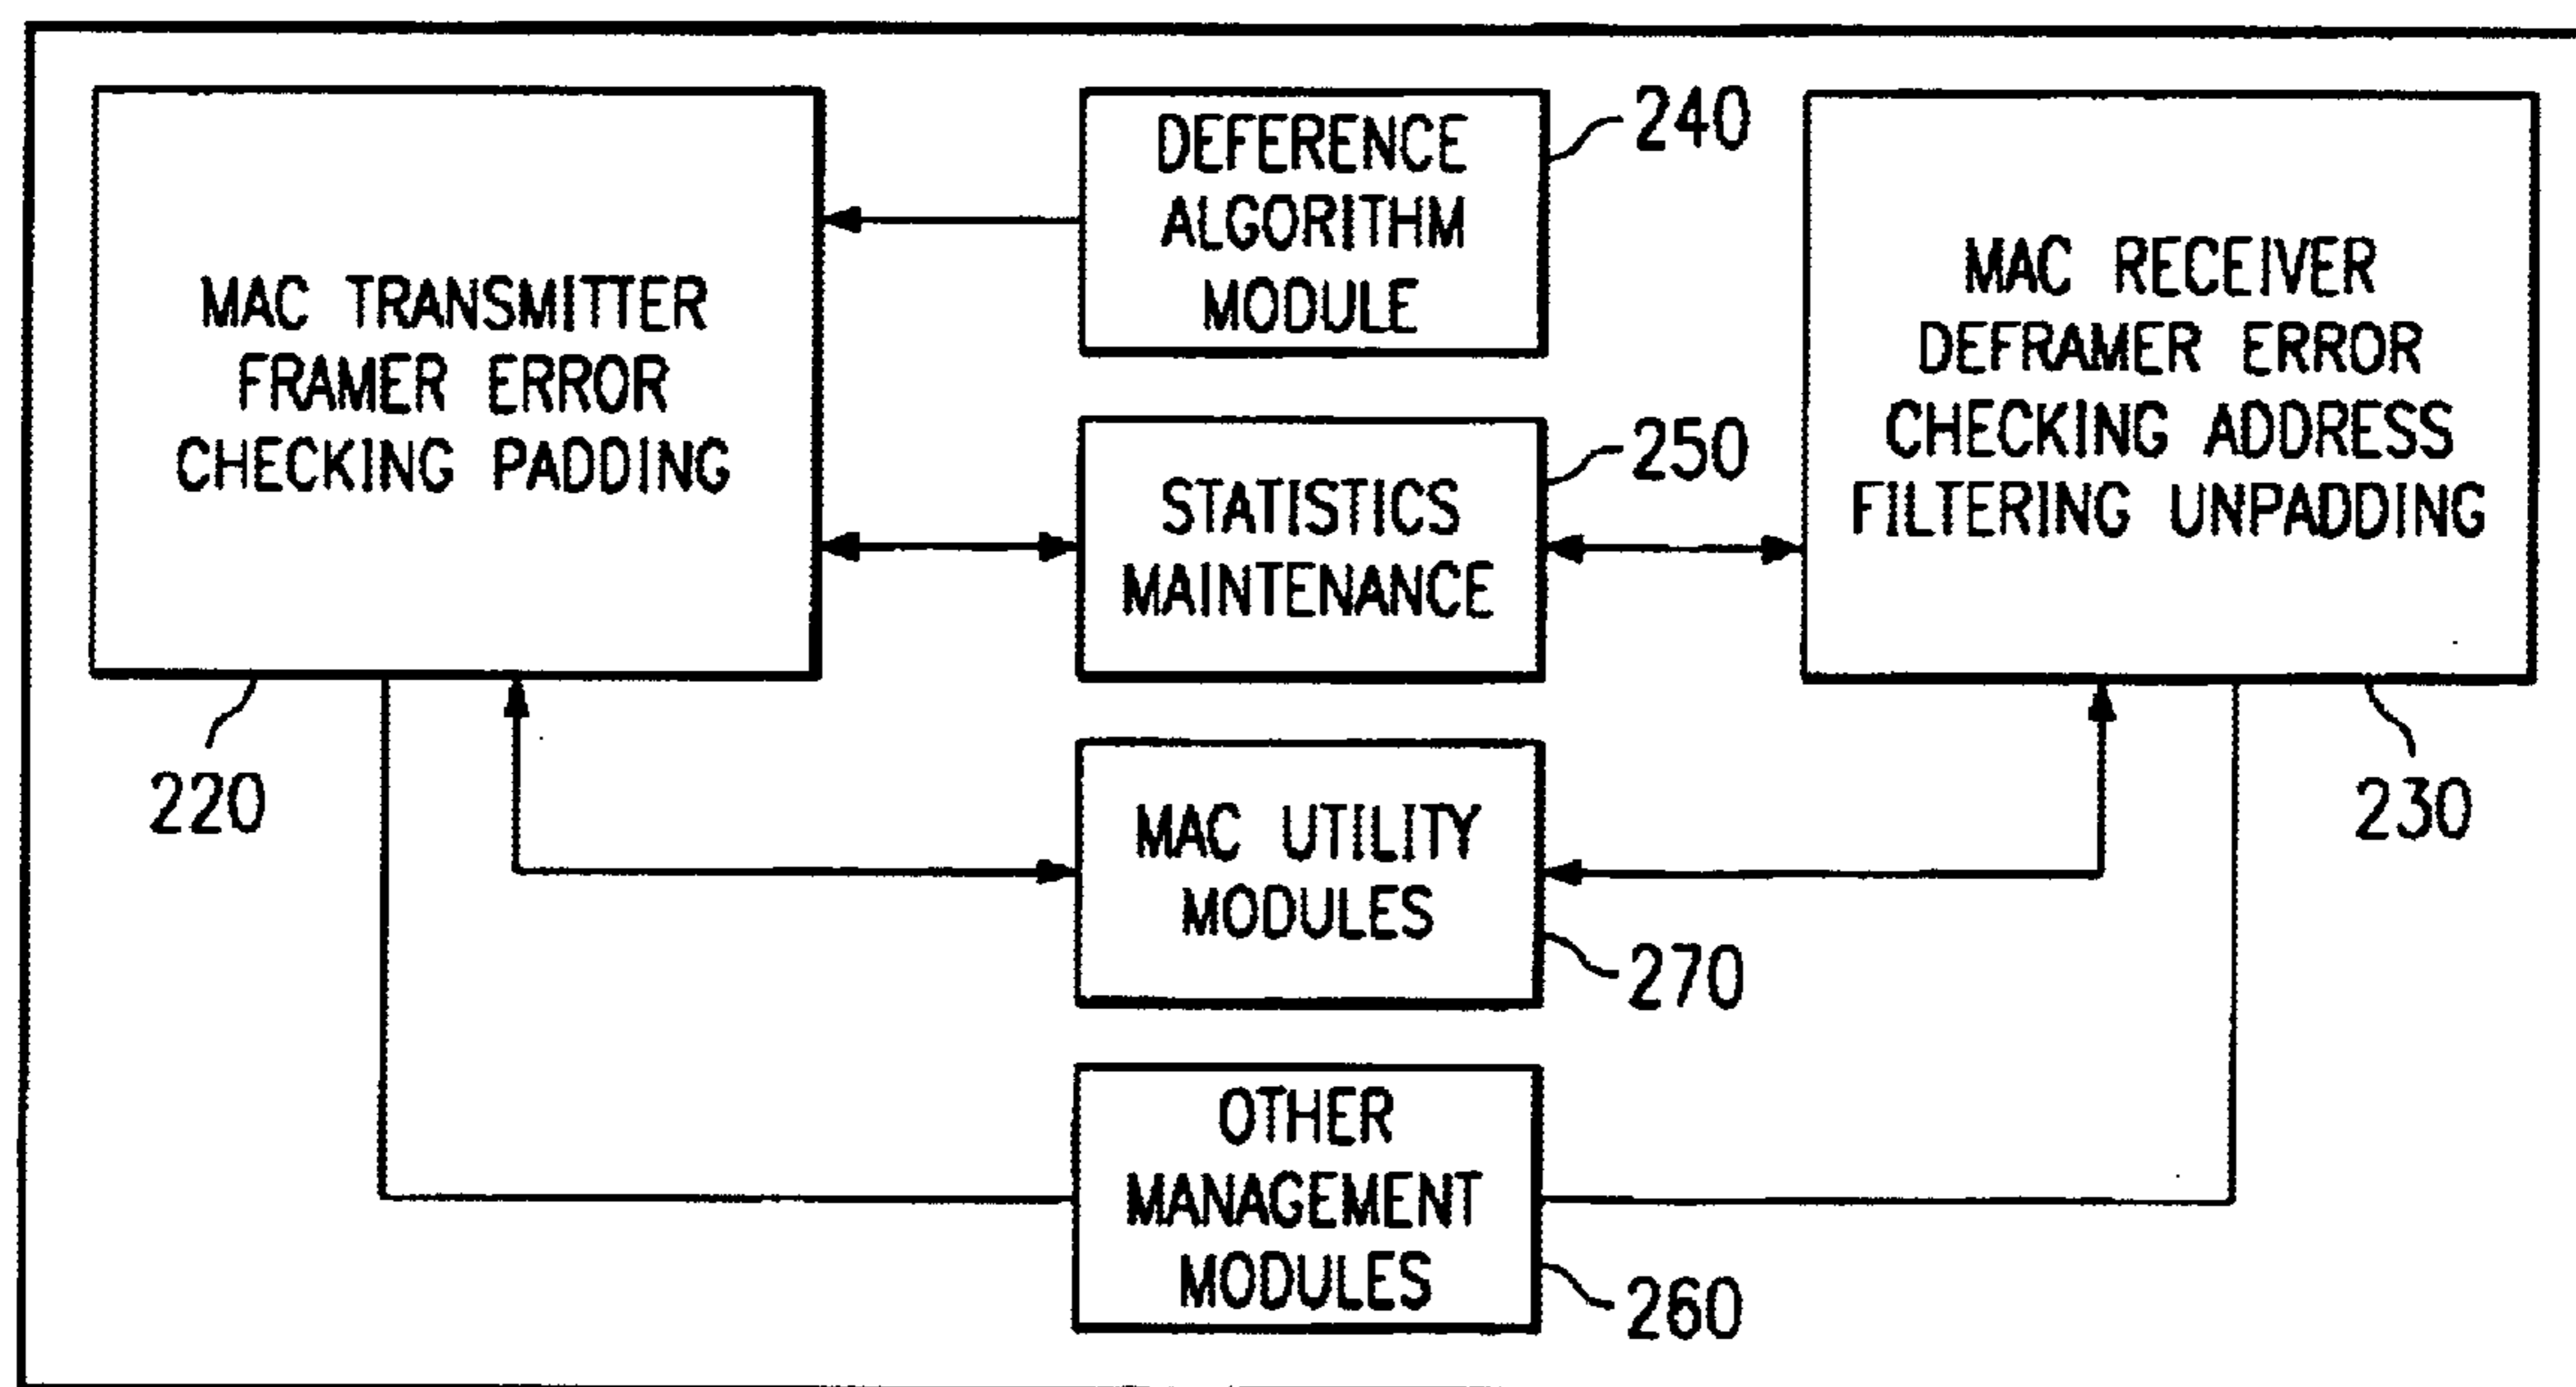 MAC TRANSMITTER
FRAMER ERROR
CHECKING PADDING
220
DEFERENCE
ALGORITHM
MODULE
240
STATISTICS
MAINTENANCE
250
MAC UTILITY
MODULES
270
OTHER
MANAGEMENT
MODULES
260
MAC RECEIVER
DEFRAMER ERROR
CHECKING ADDRESS
FILTERING UNPADDING
230